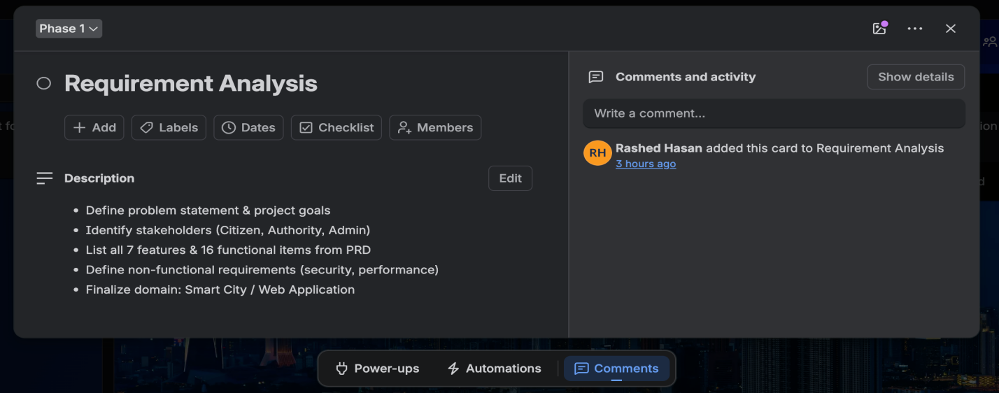 Phase 1
Requirement Analysis
Add
Labels
Dates
Checklist
Members
Description
Edit
Define problem statement & project goals
Identify stakeholders (Citizen, Authority, Admin)
List all 7 features & 16 functional items from PRD
Define non-functional requirements (security, performance)
Finalize domain: Smart City / Web Application
Comments and activity
Show details
Write a comment...
RH
Rashed Hasan added this card to Requirement Analysis
3 hours ago
Power-ups
Automations
Comments